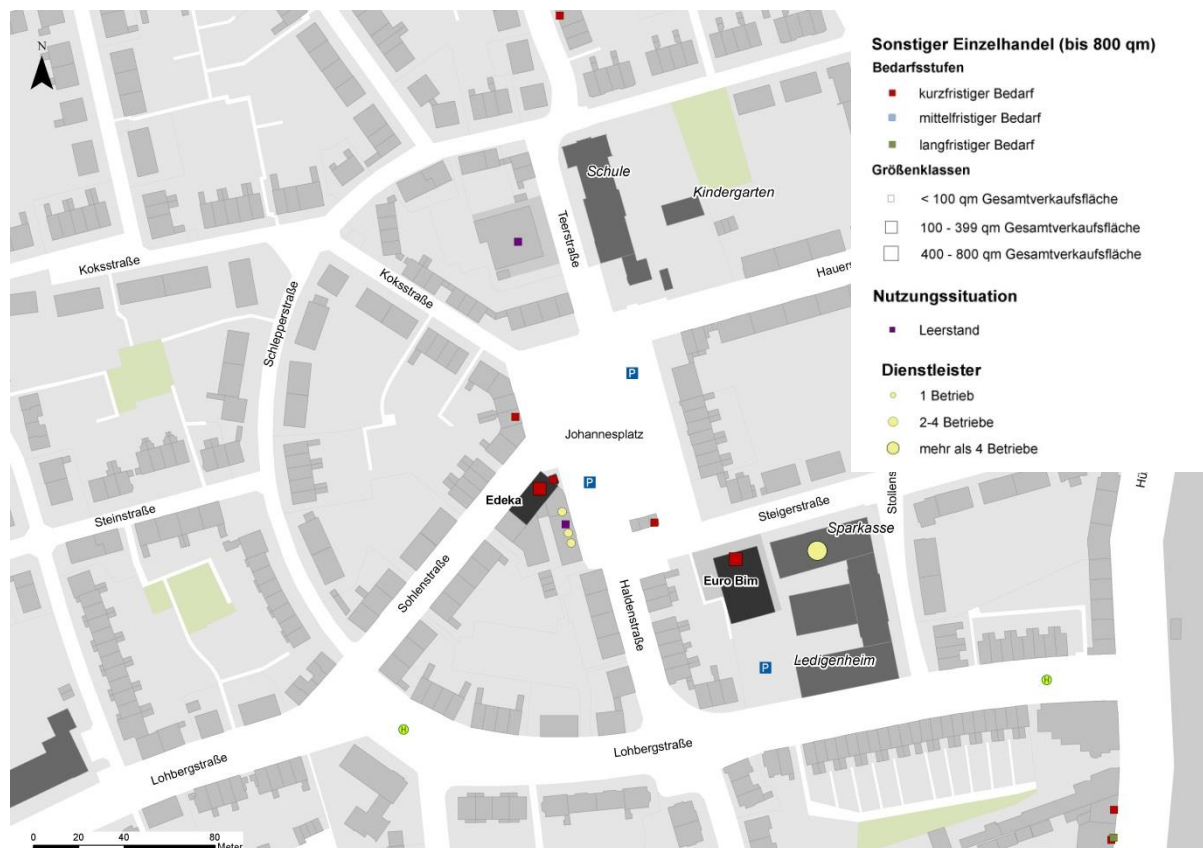 N
Sonstiger Einzelhandel (bis 800 qm)
Bedarfsstufen
kurzfristiger Bedarf
mittelfristiger Bedarf
langfristiger Bedarf
Größenklassen
< 100 qm Gesamtverkaufsfläche
100 - 399 qm Gesamtverkaufsfläche
400 - 800 qm Gesamtverkaufsfläche
Nutzungssituation
Leerstand
Dienstleister
1 Betrieb
2-4 Betriebe
mehr als 4 Betriebe
Schule
Kindergarten
Teerstraße
Koksstraße
Koksstraße
Hauers
Schlepperstraße
P
Johannesplatz
Edeka
P
Steinstraße
Steigerstraße
Stollens
Hü
Sparkasse
Euro Bim
Sohlenstraße
Haldenstraße
Ledigenheim
P
H
H
Lohbergstraße
Lohbergstraße
0 20 40 80
Meter